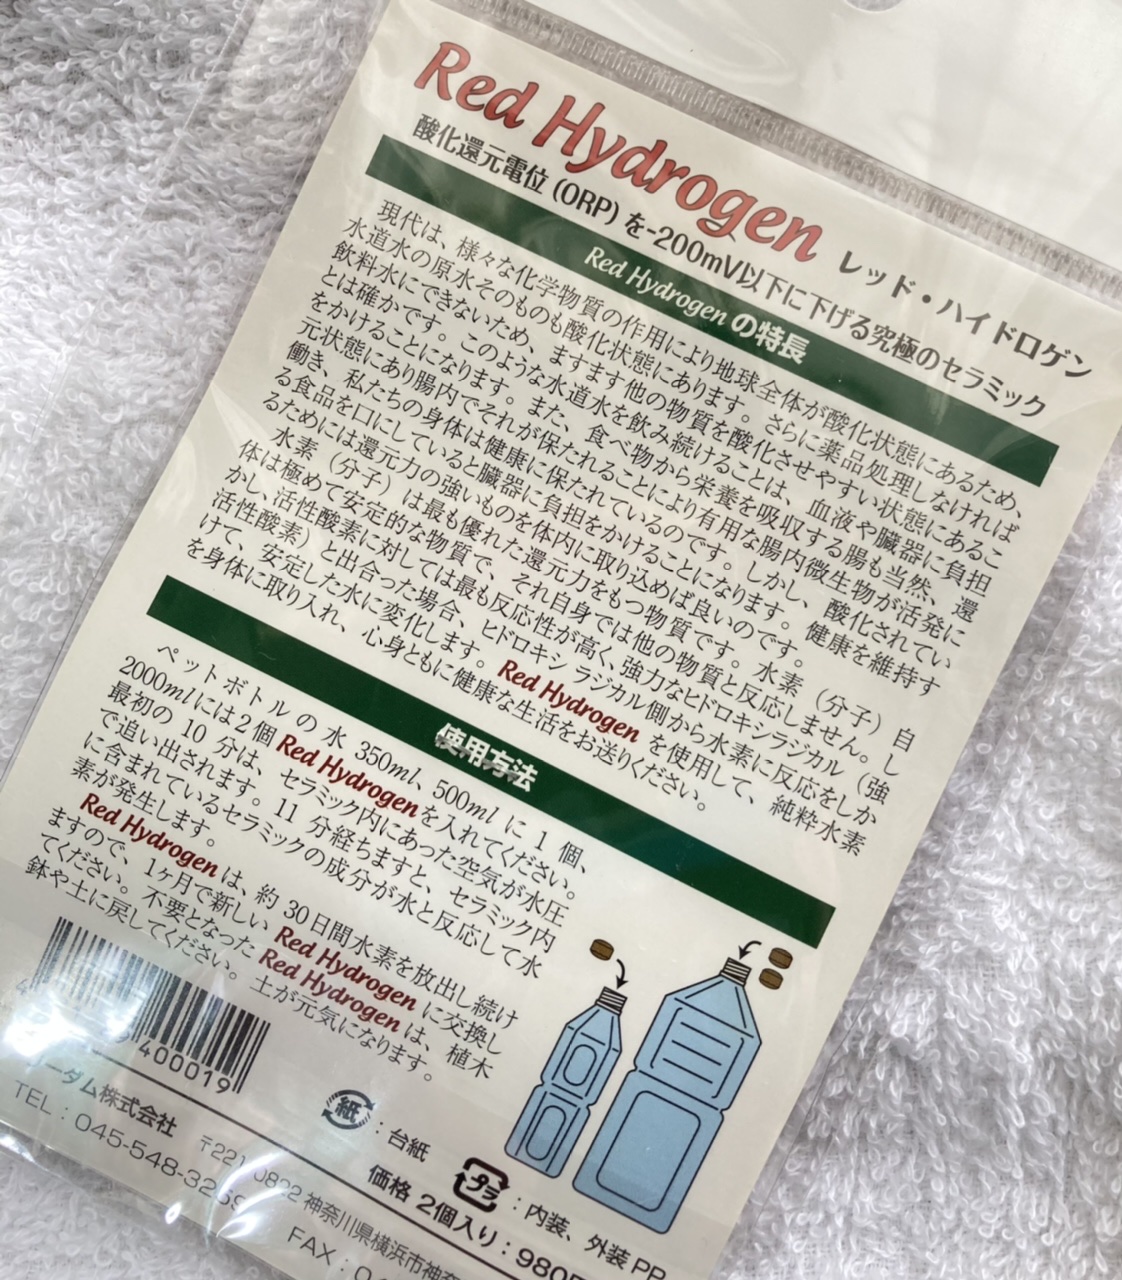 Red Hydrogen レッド・ハイドロゲン
酸化還元電位 (ORP) を-200mV以下に下げる究極のセラミック
Red Hydrogen の特長
現代は、様々な化学物質の作用により地球全体が酸化状態にあるため、
水道水の原水そのものも酸化状態にあります。さらに薬品処理しなければ
飲料水にできないため、ますます他の物質を酸化させやすい状態にあるこ
とは確かです。このような水道水を飲み続けることは、血液や臓器に負担
をかけることになります。また、食べ物から栄養を吸収する腸も当然、還
元状態にあり腸内でそれが保たれることにより有用な腸内微生物が活発に
働き、私たちの身体は健康に保たれているのです。しかし、酸化されてい
る食品を口にしていると臓器に負担をかけることになります。健康を維持す
るためには還元力の強いものを体内に取り込めば良いのです。
水素（分子）は最も優れた還元力をもつ物質です。水素（分子）自
体は極めて安定的な物質で、それ自身では他の物質と反応しません。し
かし、活性酸素に対しては最も反応性が高く、強力なヒドロキシラジカル（強
活性酸素）と出合った場合、ヒドロキシラジカル側から水素に反応をしか
けて、安定した水に変化します。Red Hydrogen を使用して、純粋水素
を身体に取り入れ、心身ともに健康な生活をお送りください。
使用方法
ペットボトルの水 350ml、500ml に 1 個、
2000mlには2個Red Hydrogenを入れてください。
最初の 10 分は、セラミック内にあった空気が水圧
で追い出されます。11 分経ちますと、セラミック内
に含まれているセラミックの成分が水と反応して水
素が発生します。
Red Hydrogen は、約 30 日間水素を放出し続け
ますので、1ヶ月で新しい Red Hydrogen に交換し
てください。不要となった Red Hydrogen は、植木
鉢や土に戻してください。土が元気になります。
400019
紙：台紙
プラ：内装、外装 PP
ーダム株式会社
価格 2個入り：980
TEL：045-548-32
神奈川県横浜市神奈
FAX：0